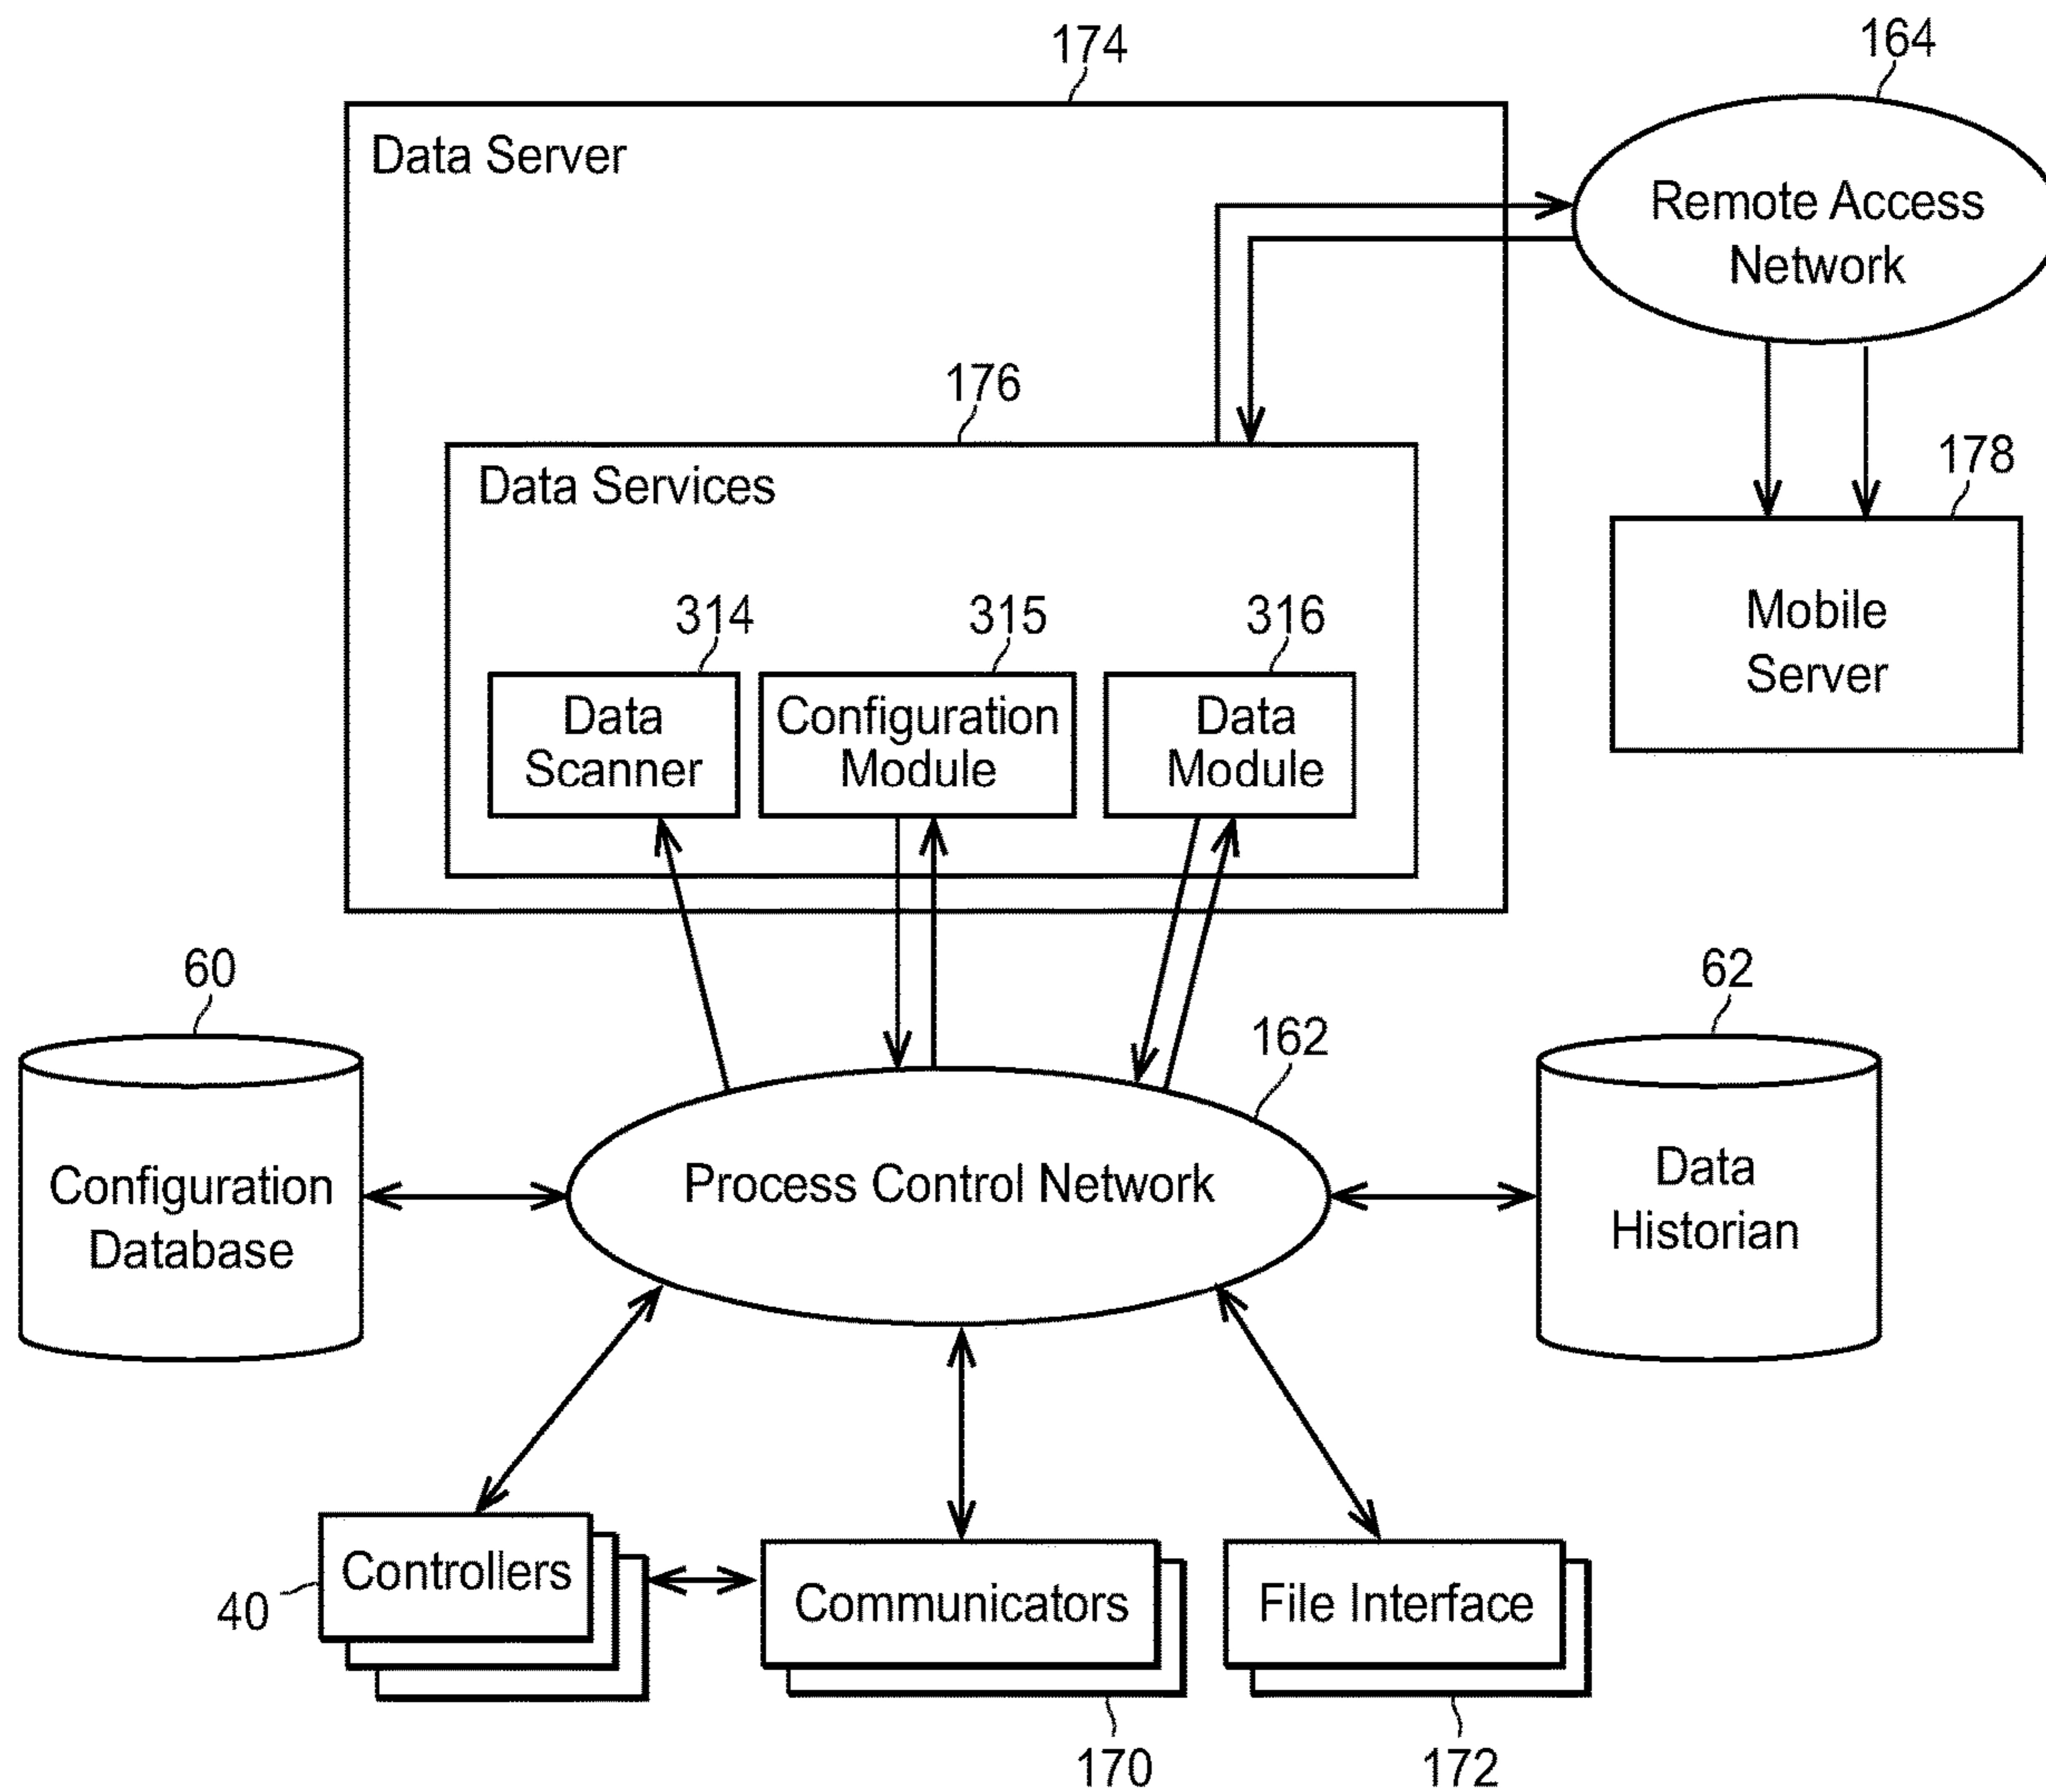 174
164
Data Server
Remote Access
Network
176
178
Data Services
Mobile
Server
314
315
316
Data
Scanner
Configuration
Module
Data
Module
60
62
162
Configuration
Database
Process Control Network
Data
Historian
Controllers
Communicators
File Interface
40
170
172